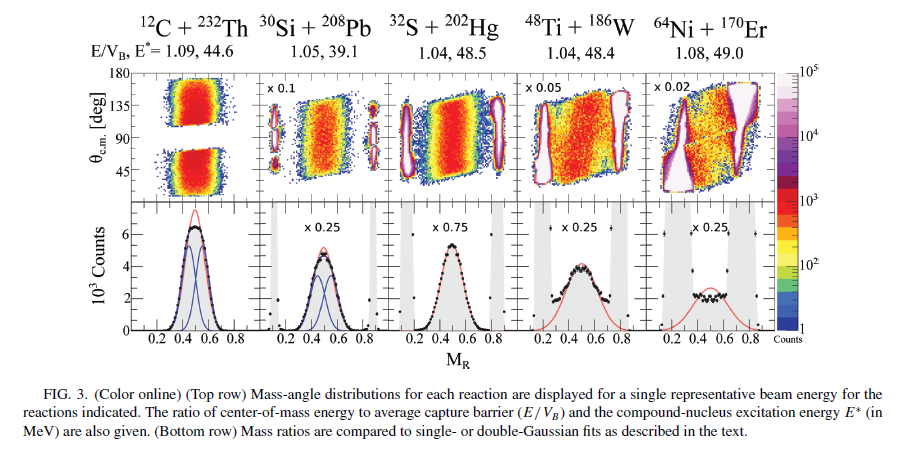 ¹²C + ²³²Th ³⁰Si + ²⁰⁸Pb ³²S + ²⁰²Hg ⁴⁸Ti + ¹⁸⁶W ⁶⁴Ni + ¹⁷⁰Er
E/V_B, E*= 1.09, 44.6 1.05, 39.1 1.04, 48.5 1.04, 48.4 1.08, 49.0
180
135
90
45
θc.m. [deg]
x 0.1
x 0.05
x 0.02
10⁵
10⁴
10³
10²
1
Counts
10³ Counts
6
4
2
0
x 0.25
x 0.75
x 0.25
x 0.25
0.2 0.4 0.6 0.8 0.2 0.4 0.6 0.8 0.2 0.4 0.6 0.8 0.2 0.4 0.6 0.8 0.2 0.4 0.6 0.8
M_R
FIG. 3. (Color online) (Top row) Mass-angle distributions for each reaction are displayed for a single representative beam energy for the
reactions indicated. The ratio of center-of-mass energy to average capture barrier (E/V_B) and the compound-nucleus excitation energy E* (in
MeV) are also given. (Bottom row) Mass ratios are compared to single- or double-Gaussian fits as described in the text.